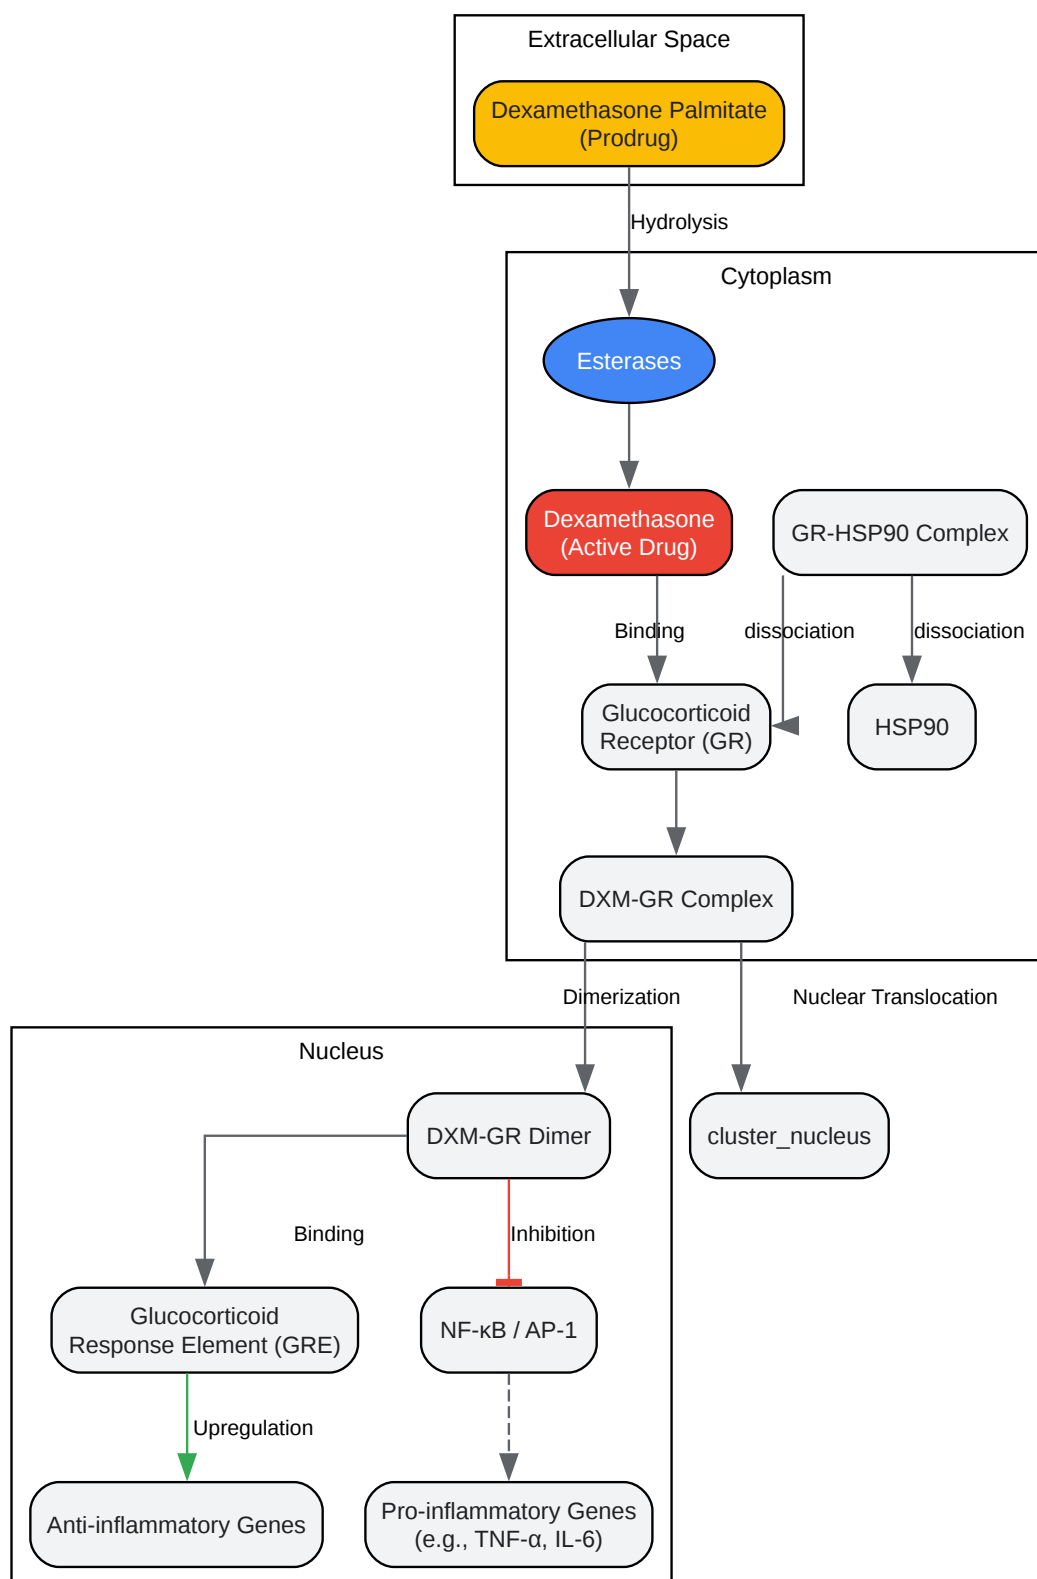 Extracellular Space
Dexamethasone Palmitate
(Prodrug)
Hydrolysis
Cytoplasm
Esterases
Dexamethasone
(Active Drug)
GR-HSP90 Complex
Binding
dissociation
dissociation
Glucocorticoid
Receptor (GR)
HSP90
DXM-GR Complex
Dimerization
Nuclear Translocation
Nucleus
DXM-GR Dimer
cluster_nucleus
Binding
Inhibition
Glucocorticoid
Response Element (GRE)
NF-κB / AP-1
Upregulation
Anti-inflammatory Genes
Pro-inflammatory Genes
(e.g., TNF-α, IL-6)